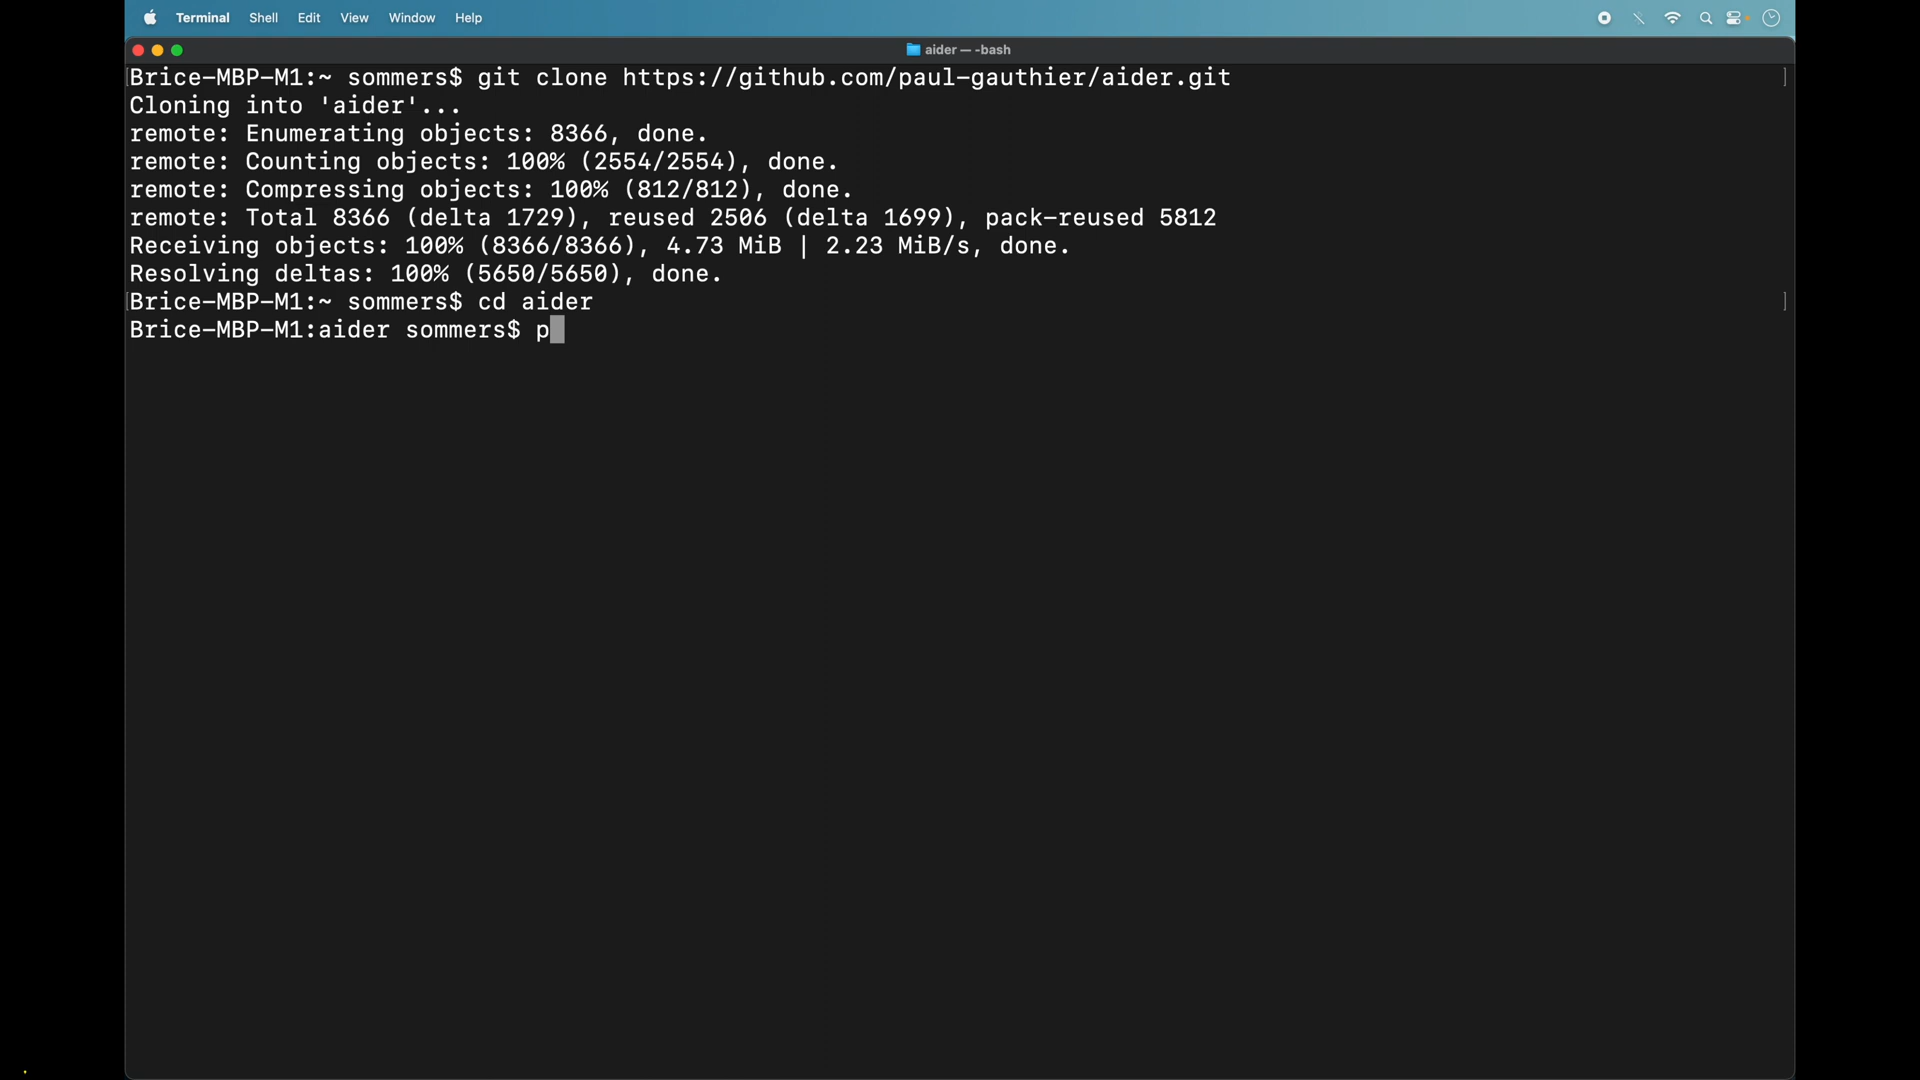 Terminal Shell Edit View Window Help
aider — -bash
Brice-MBP-M1:~ sommers$ git clone https://github.com/paul-gauthier/aider.git
Cloning into 'aider'...
remote: Enumerating objects: 8366, done.
remote: Counting objects: 100% (2554/2554), done.
remote: Compressing objects: 100% (812/812), done.
remote: Total 8366 (delta 1729), reused 2506 (delta 1699), pack-reused 5812
Receiving objects: 100% (8366/8366), 4.73 MiB | 2.23 MiB/s, done.
Resolving deltas: 100% (5650/5650), done.
Brice-MBP-M1:~ sommers$ cd aider
Brice-MBP-M1:aider sommers$ p